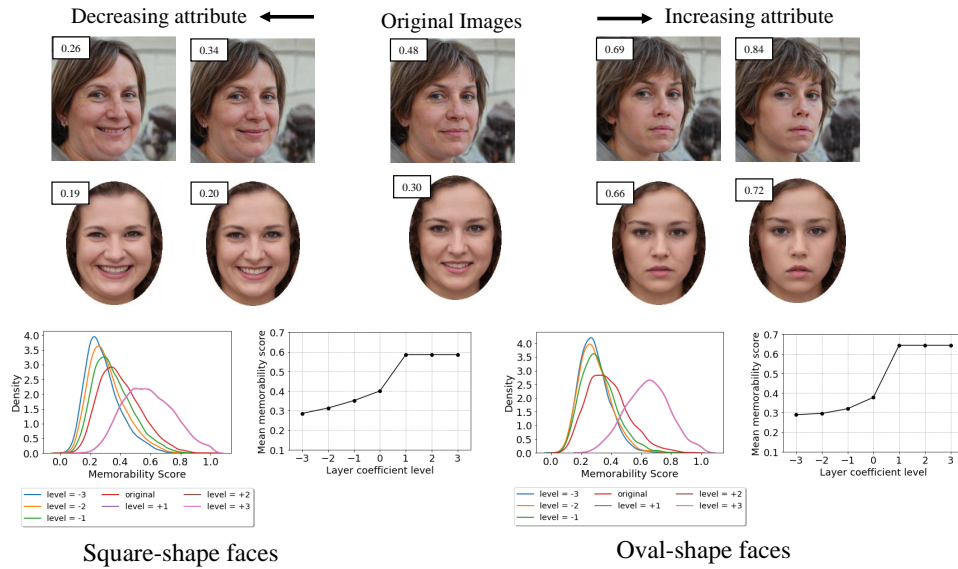 Decreasing attribute
Original Images
Increasing attribute
0.26
0.34
0.48
0.69
0.84
0.19
0.20
0.30
0.66
0.72
4.0
3.5
3.0
2.5
2.0
1.5
1.0
0.5
0.0
Density
0.0 0.2 0.4 0.6 0.8 1.0
Memorability Score
0.7
0.6
0.5
0.4
0.3
0.2
0.1
Mean memorability score
−3 −2 −1 0 1 2 3
Layer coefficient level
4.0
3.5
3.0
2.5
2.0
1.5
1.0
0.5
0.0
Density
0.0 0.2 0.4 0.6 0.8 1.0
Memorability Score
0.7
0.6
0.5
0.4
0.3
0.2
0.1
Mean memorability score
−3 −2 −1 0 1 2 3
Layer coefficient level
level = -3 original level = +2
level = -2 level = +1 level = +3
level = -1
level = -3 original level = +2
level = -2 level = +1 level = +3
level = -1
Square-shape faces
Oval-shape faces